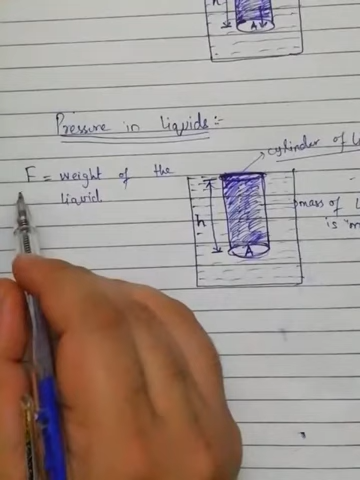 h
A
Pressure in liquids:-
cylinder of
F = weight of the
liquid.
h
mass of
is "m
A